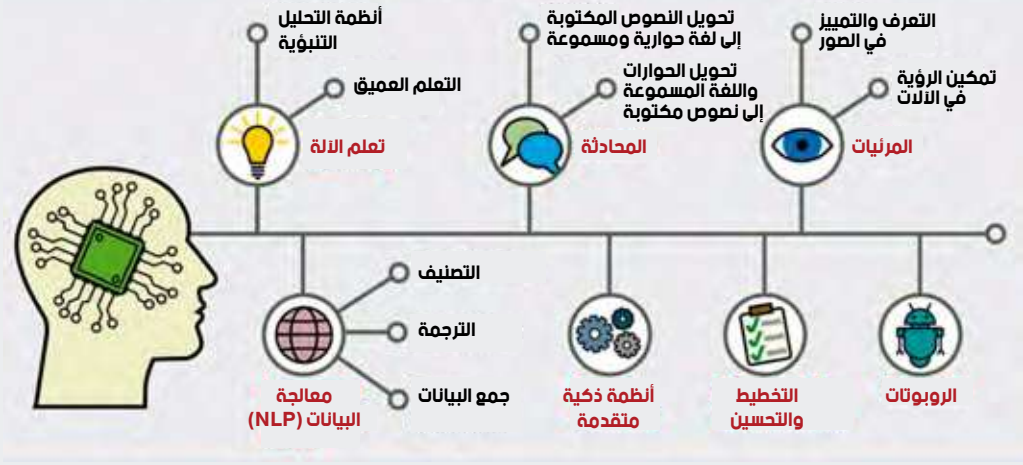 التعرف والتمييز
في الصور
تمكين الرؤية
في الآلات
المرئيات
تحويل النصوص المكتوبة
إلى لغة حوارية ومسموعة
تحويل الحوارات
واللغة المسموعة
إلى نصوص مكتوبة
المحادثة
أنظمة التحليل
التنبؤية
التعلم العميق
تعلم الآلة
الروبوتات
التخطيط
والتحسين
أنظمة ذكية
متقدمة
التصنيف
الترجمة
جمع البيانات
معالجة
البيانات (NLP)